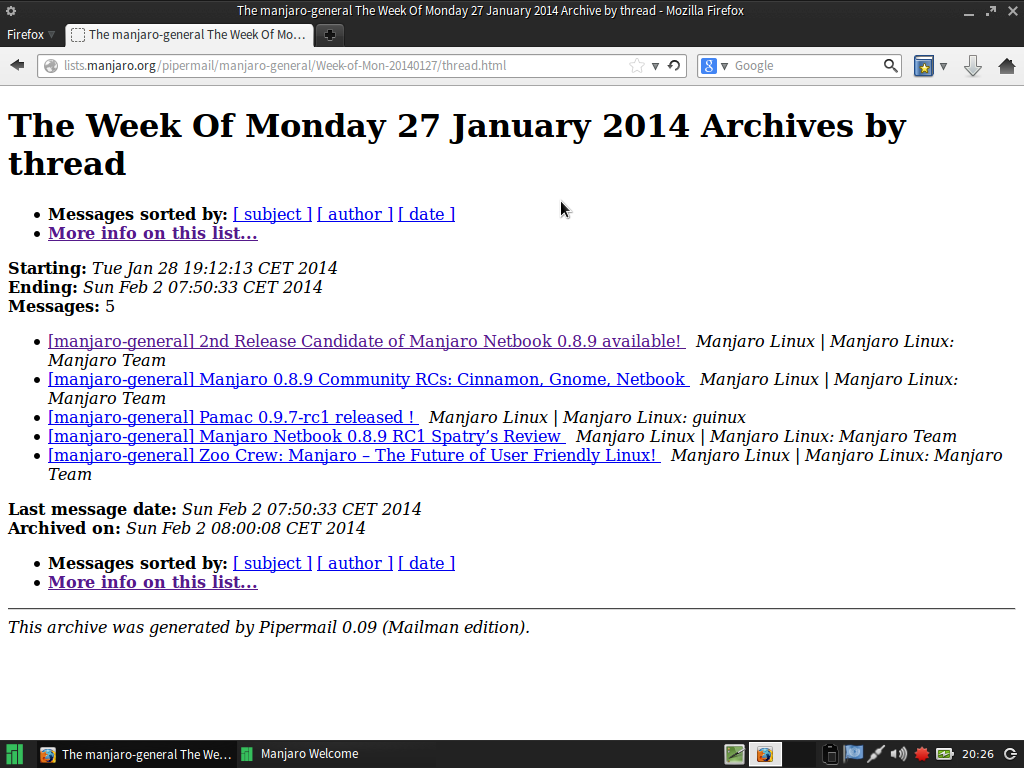 The manjaro-general The Week Of Monday 27 January 2014 Archive by thread - Mozilla Firefox
Firefox
The manjaro-general The Week Of Mo...
lists.manjaro.org/pipermail/manjaro-general/Week-of-Mon-20140127/thread.html
Google
The Week Of Monday 27 January 2014 Archives by
thread
• Messages sorted by: [ subject ] [ author ] [ date ]
• More info on this list...
Starting: Tue Jan 28 19:12:13 CET 2014
Ending: Sun Feb 2 07:50:33 CET 2014
Messages: 5
• [manjaro-general] 2nd Release Candidate of Manjaro Netbook 0.8.9 available! Manjaro Linux | Manjaro Linux:
Manjaro Team
• [manjaro-general] Manjaro 0.8.9 Community RCs: Cinnamon, Gnome, Netbook Manjaro Linux | Manjaro Linux:
Manjaro Team
• [manjaro-general] Pamac 0.9.7-rc1 released ! Manjaro Linux | Manjaro Linux: guinux
• [manjaro-general] Manjaro Netbook 0.8.9 RC1 Spatry’s Review Manjaro Linux | Manjaro Linux: Manjaro Team
• [manjaro-general] Zoo Crew: Manjaro – The Future of User Friendly Linux! Manjaro Linux | Manjaro Linux: Manjaro
Team
Last message date: Sun Feb 2 07:50:33 CET 2014
Archived on: Sun Feb 2 08:00:08 CET 2014
• Messages sorted by: [ subject ] [ author ] [ date ]
• More info on this list...
This archive was generated by Pipermail 0.09 (Mailman edition).
The manjaro-general The We...
Manjaro Welcome
20:26